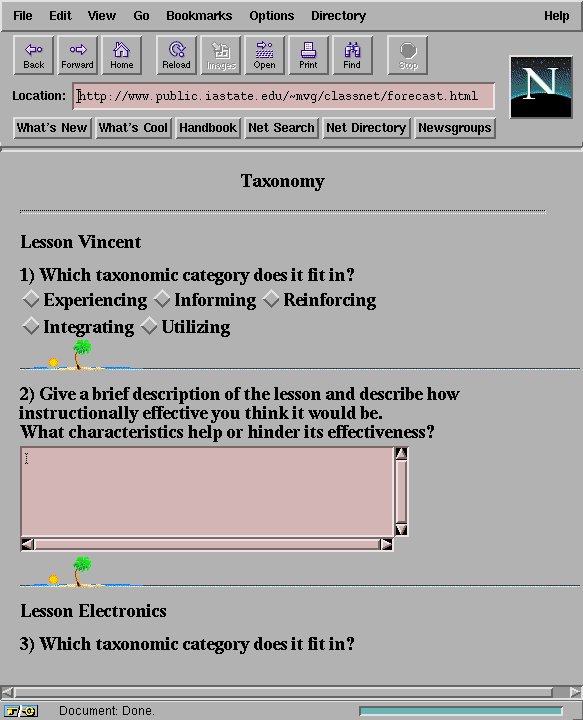 File Edit View Go Bookmarks Options Directory Help
Back Forward Home Reload Images Open Print Find Stop
Location: http://www.public.iastate.edu/~mvg/classnet/forecast.html
N
What's New What's Cool Handbook Net Search Net Directory Newsgroups
Taxonomy
Lesson Vincent
1) Which taxonomic category does it fit in?
Experiencing Informing Reinforcing
Integrating Utilizing
2) Give a brief description of the lesson and describe how
instructionally effective you think it would be.
What characteristics help or hinder its effectiveness?
Lesson Electronics
3) Which taxonomic category does it fit in?
Document: Done.